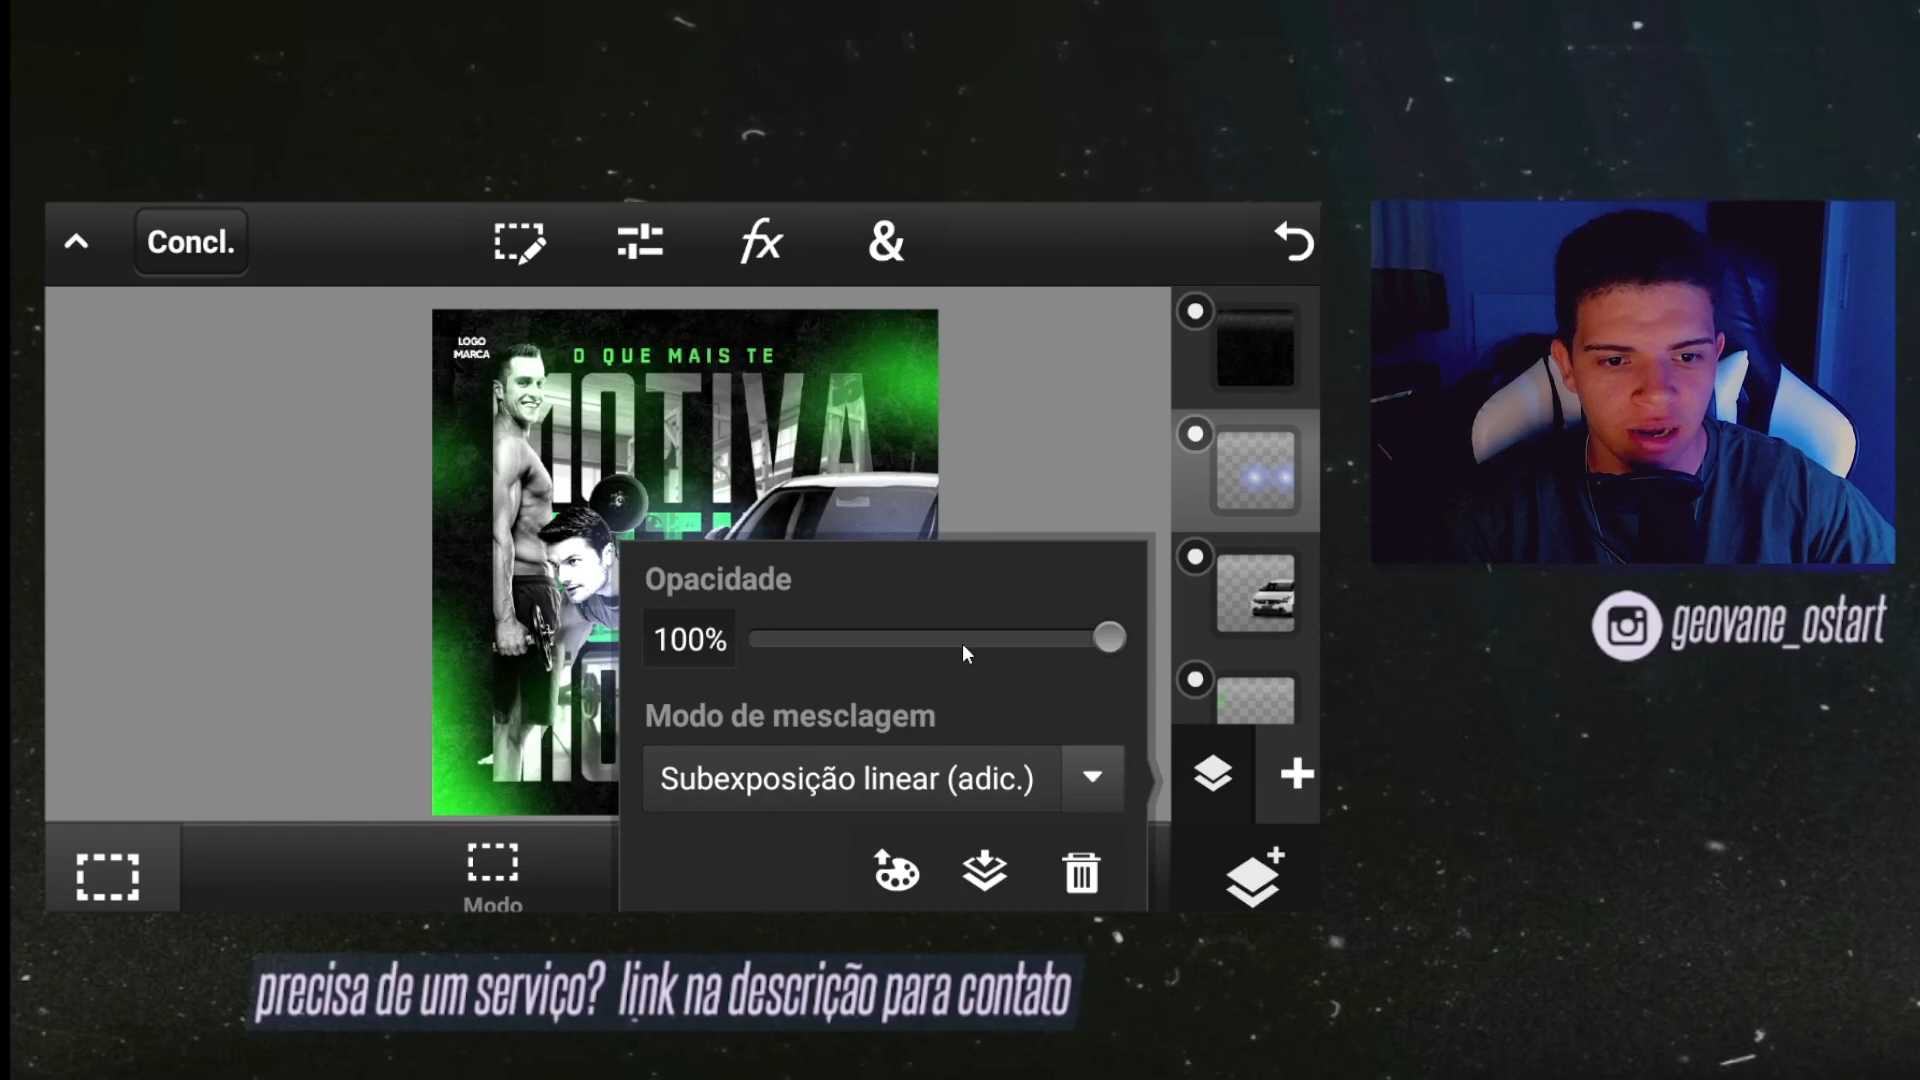 Concl.
fx
&
LOGO
MARCA
O QUE MAIS TE
MOTIVA
Opacidade
100%
Modo de mesclagem
Subexposição linear (adic.)
Modo
geovane_ostart
precisa de um serviço? link na descrição para contato